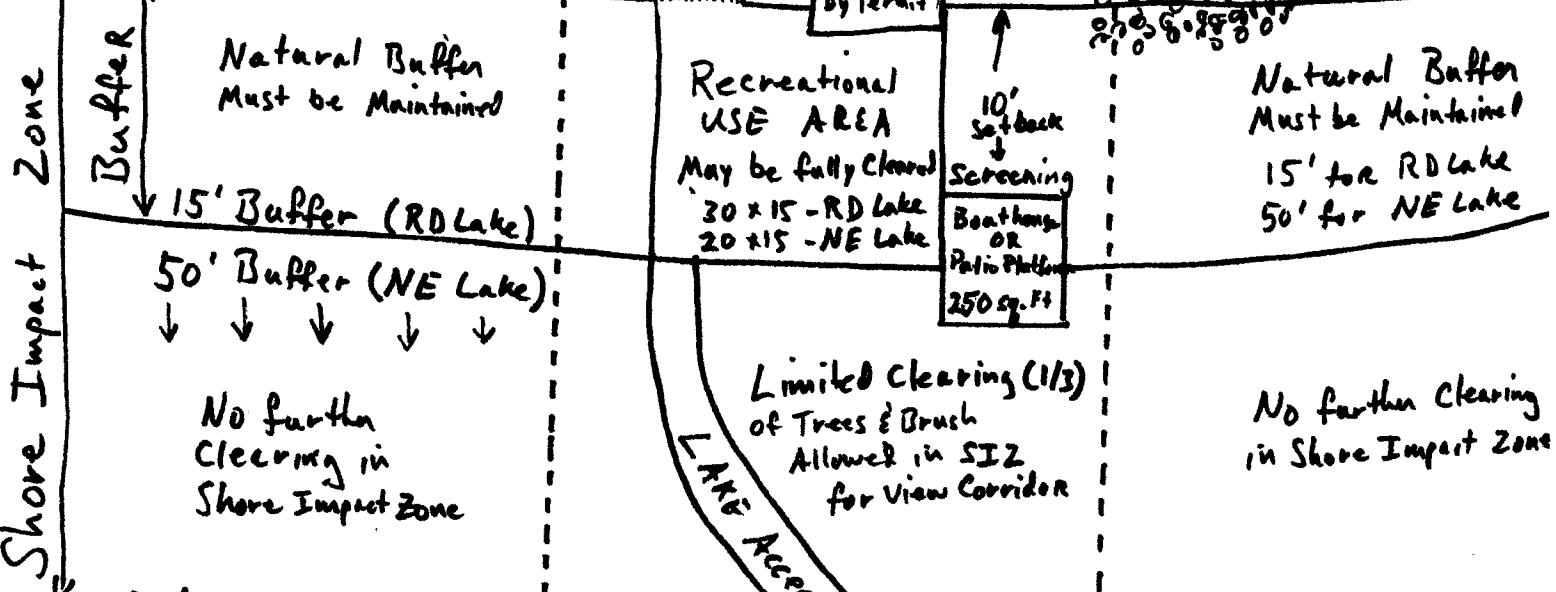 by Permit
Shore Impact Zone
Buffer
Natural Buffer
Must be Maintained
15' Buffer (RD Lake)
50' Buffer (NE Lake)
No further
Clearing in
Shore Impact Zone
Recreational
USE AREA
May be fully Cleared
30 x 15 - RD Lake
20 x 15 - NE Lake
10'
setback
Screening
Boathouse
OR
Patio Platform
250 sq. Ft
Limited Clearing (1/3)
of Trees & Brush
Allowed in SIZ
for View Corridor
LAKE
Natural Buffer
Must be Maintained
15' for RD Lake
50' for NE Lake
No further Clearing
in Shore Impact Zone